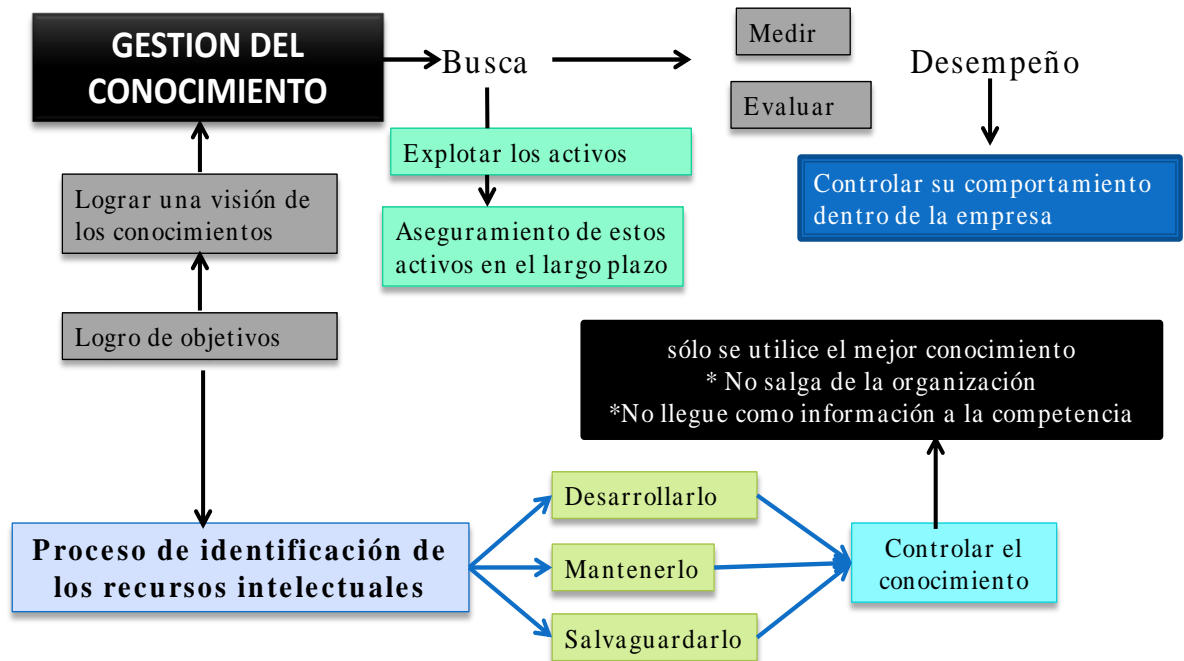 GESTION DEL
CONOCIMIENTO
Busca
Medir
Evaluar
Desempeño
Explotar los activos
Aseguramiento de estos
activos en el largo plazo
Controlar su comportamiento
dentro de la empresa
Lograr una visión de
los conocimientos
Logro de objetivos
sólo se utilice el mejor conocimiento
* No salga de la organización
*No llegue como información a la competencia
Proceso de identificación de
los recursos intelectuales
Desarrollarlo
Mantenerlo
Salvaguardarlo
Controlar el
conocimiento